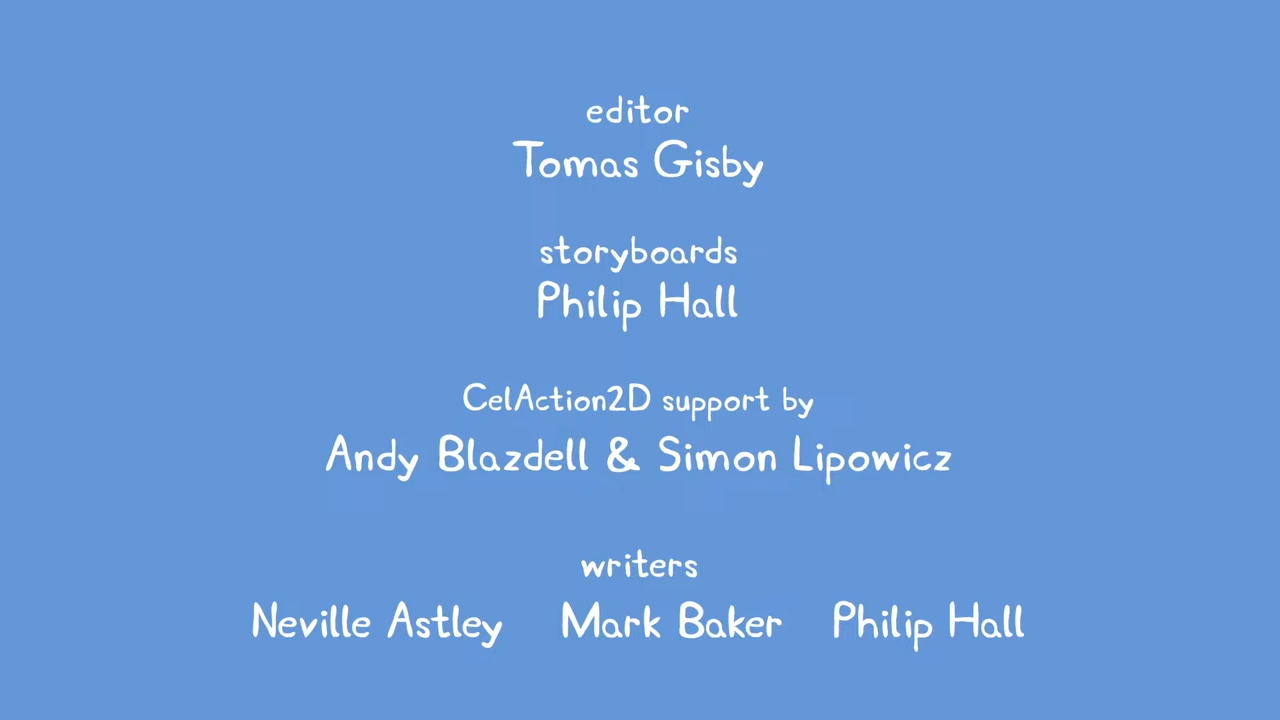 editor
Tomas Gisby
storyboards
Philip Hall
CelAction2D support by
Andy Blazdell & Simon Lipowicz
writers
Neville Astley Mark Baker Philip Hall